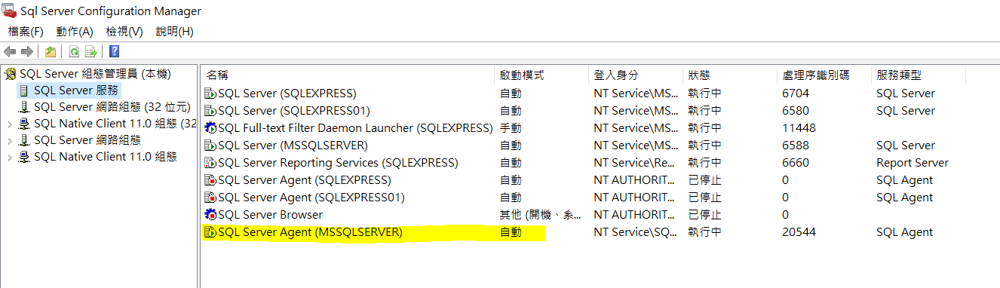 Sql Server Configuration Manager
檔案(F) 動作(A) 檢視(V) 說明(H)
SQL Server 組態管理員 (本機)
SQL Server 服務
SQL Server 網路組態 (32 位元)
SQL Native Client 11.0 組態 (32
SQL Server 網路組態
SQL Native Client 11.0 組態
名稱 啟動模式 登入身分 狀態 處理序識別碼 服務類型
SQL Server (SQLEXPRESS) 自動 NT Service\MS... 執行中 6704 SQL Server
SQL Server (SQLEXPRESS01) 自動 NT Service\MS... 執行中 6580 SQL Server
SQL Full-text Filter Daemon Launcher (SQLEXPRESS) 手動 NT Service\MS... 執行中 11448
SQL Server (MSSQLSERVER) 自動 NT Service\MS... 執行中 6588 SQL Server
SQL Server Reporting Services (SQLEXPRESS) 自動 NT Service\Re... 執行中 6660 Report Server
SQL Server Agent (SQLEXPRESS) 自動 NT AUTHORIT... 已停止 0 SQL Agent
SQL Server Agent (SQLEXPRESS01) 自動 NT AUTHORIT... 已停止 0 SQL Agent
SQL Server Browser 其他 (開機、系... NT AUTHORIT... 已停止 0
SQL Server Agent (MSSQLSERVER) 自動 NT Service\SQ... 執行中 20544 SQL Agent